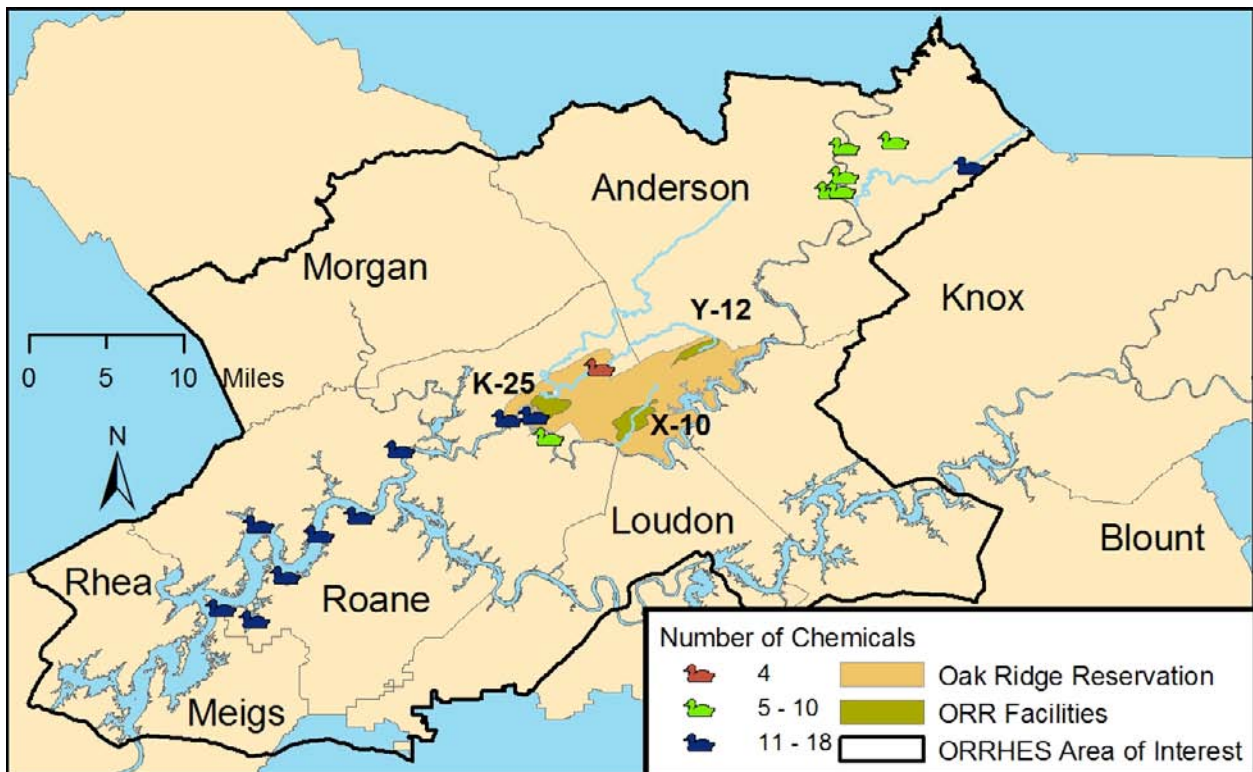 Anderson
Morgan
Knox
Y-12
0 5 10 Miles
K-25
X-10
N
Loudon
Blount
Rhea
Roane
Meigs
Number of Chemicals
4
Oak Ridge Reservation
5 - 10
ORR Facilities
11 - 18
ORRHES Area of Interest